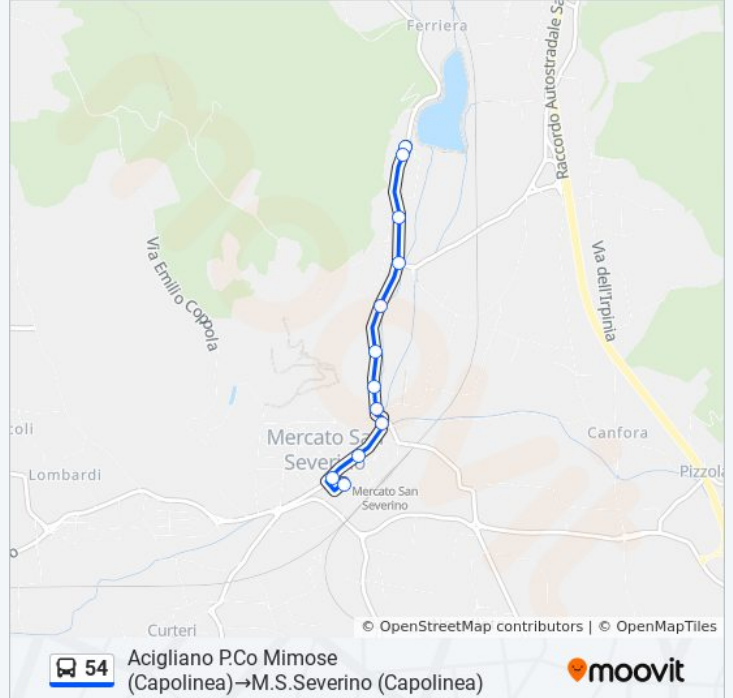 Ferriera
Raccordo Autostradale Sa
Via Emilio Coppola
Via dell'Irpinia
Mercato San
Severino
Canfora
Lombardi
Pizzola
Mercato San
Severino
Curteri
© OpenStreetMap contributors | © OpenMapTiles
54
Acigliano P.Co Mimose
(Capolinea)→M.S.Severino (Capolinea)
moovit